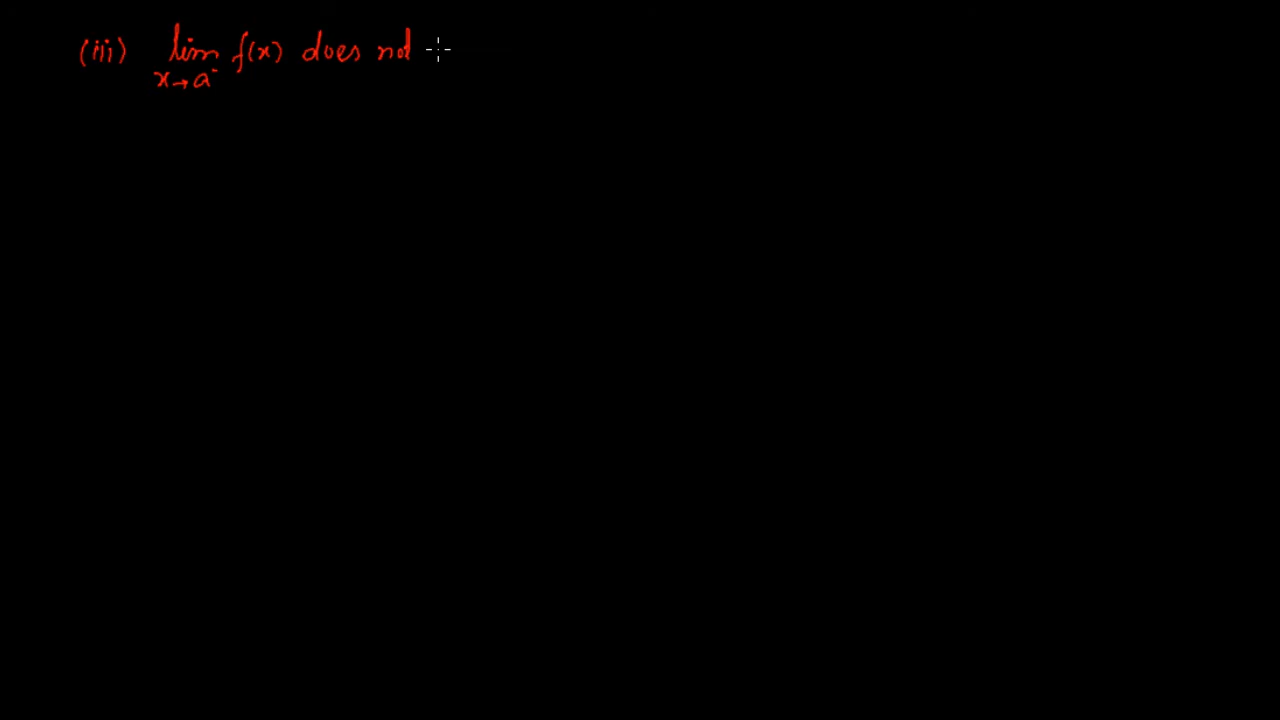 (iii) lim f(x) does not
x→a⁻